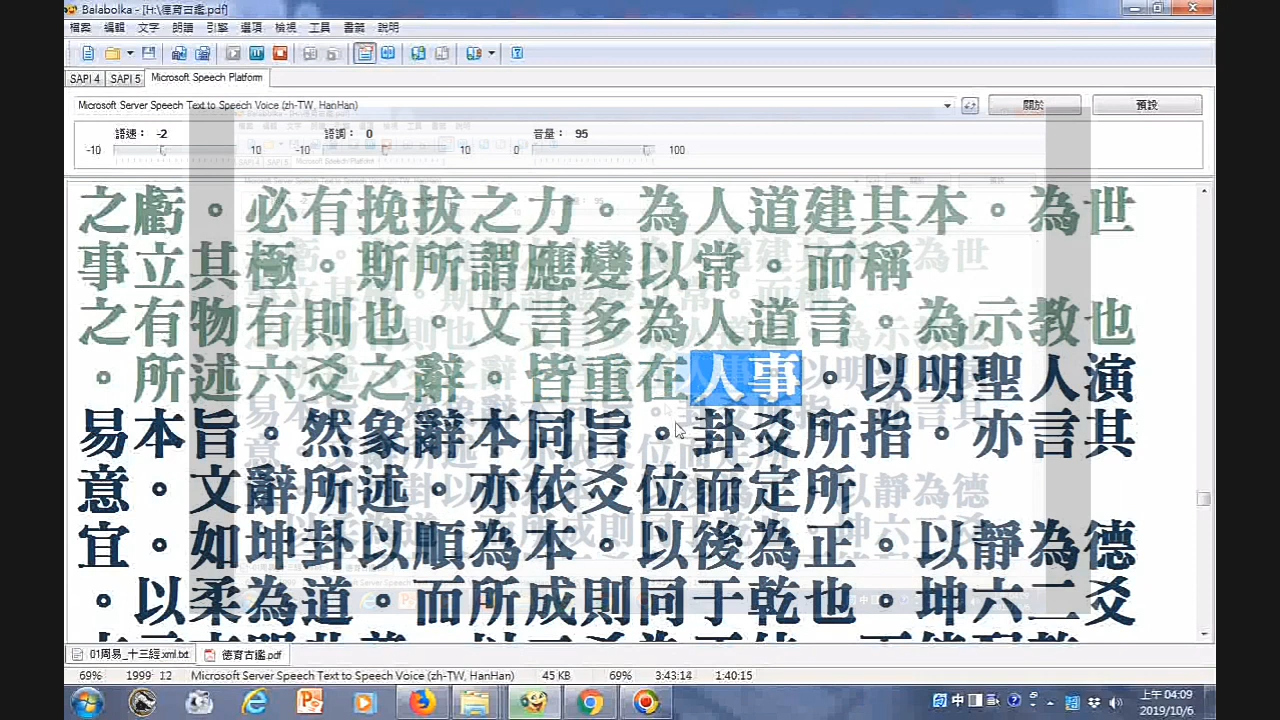 Balabolka - [H:\德育古鑑.pdf]
檔案 編輯 文字 朗讀 引擎 選項 檢視 工具 書籤 說明
SAPI 4 SAPI 5 Microsoft Speech Platform
Microsoft Server Speech Text to Speech Voice (zh-TW, HanHan) 關於 預設
語速： -2 語調： 0 音量： 95
-10 10 -10 10 0 100
之虧。必有挽拔之力。為人道建其本。為世
事立其極。斯所謂應變以常。而稱
之有物有則也。文言多為人道言。為示教也
。所述六爻之辭。皆重在人事。以明聖人演
易本旨。然象辭本同旨。卦爻所指。亦言其
意。文辭所述。亦依爻位而定所
宜。如坤卦以順為本。以後為正。以靜為德
。以柔為道。而所成則同于乾也。坤六二爻
01周易_十三經.xml.txt 德育古鑑.pdf
69% 1999: 12 Microsoft Server Speech Text to Speech Voice (zh-TW, HanHan) 45 KB 69% 3:43:14 1:40:15
中 上午 04:09
2019/10/6